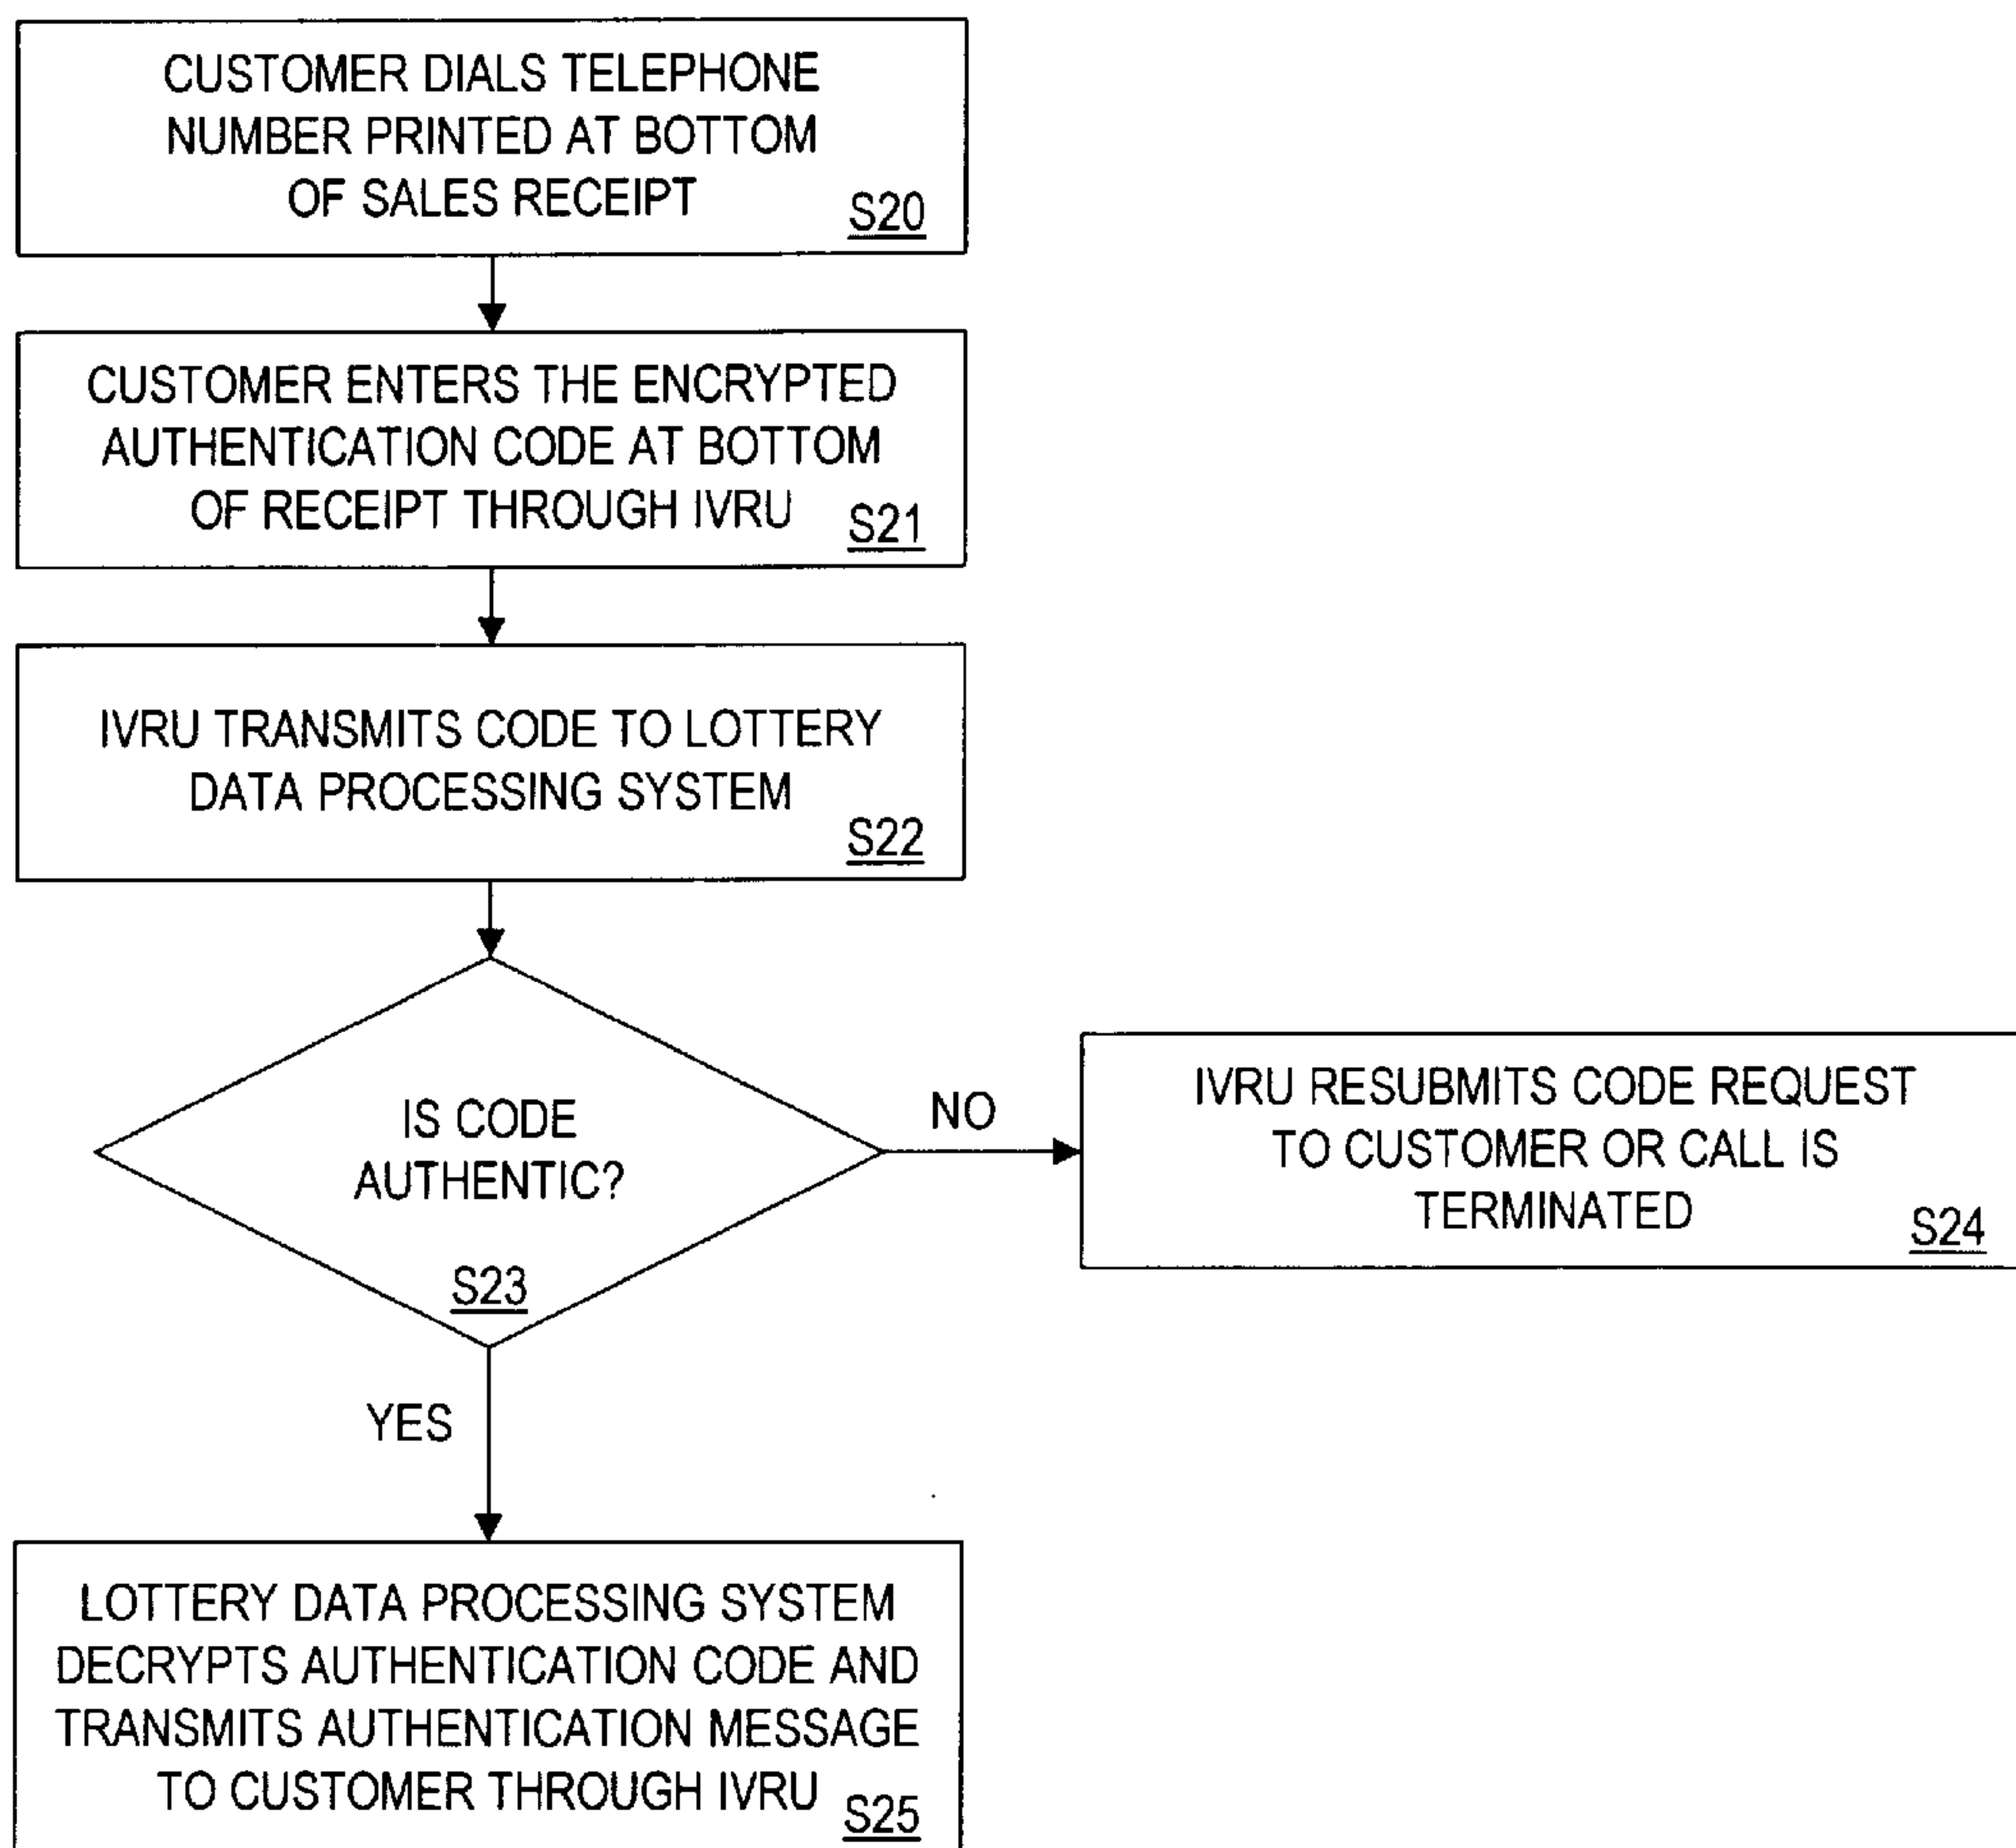 CUSTOMER DIALS TELEPHONE
NUMBER PRINTED AT BOTTOM
OF SALES RECEIPT
S20
CUSTOMER ENTERS THE ENCRYPTED
AUTHENTICATION CODE AT BOTTOM
OF RECEIPT THROUGH IVRU
S21
IVRU TRANSMITS CODE TO LOTTERY
DATA PROCESSING SYSTEM
S22
IS CODE
AUTHENTIC?
S23
NO
IVRU RESUBMITS CODE REQUEST
TO CUSTOMER OR CALL IS
TERMINATED
S24
YES
LOTTERY DATA PROCESSING SYSTEM
DECRYPTS AUTHENTICATION CODE AND
TRANSMITS AUTHENTICATION MESSAGE
TO CUSTOMER THROUGH IVRU
S25